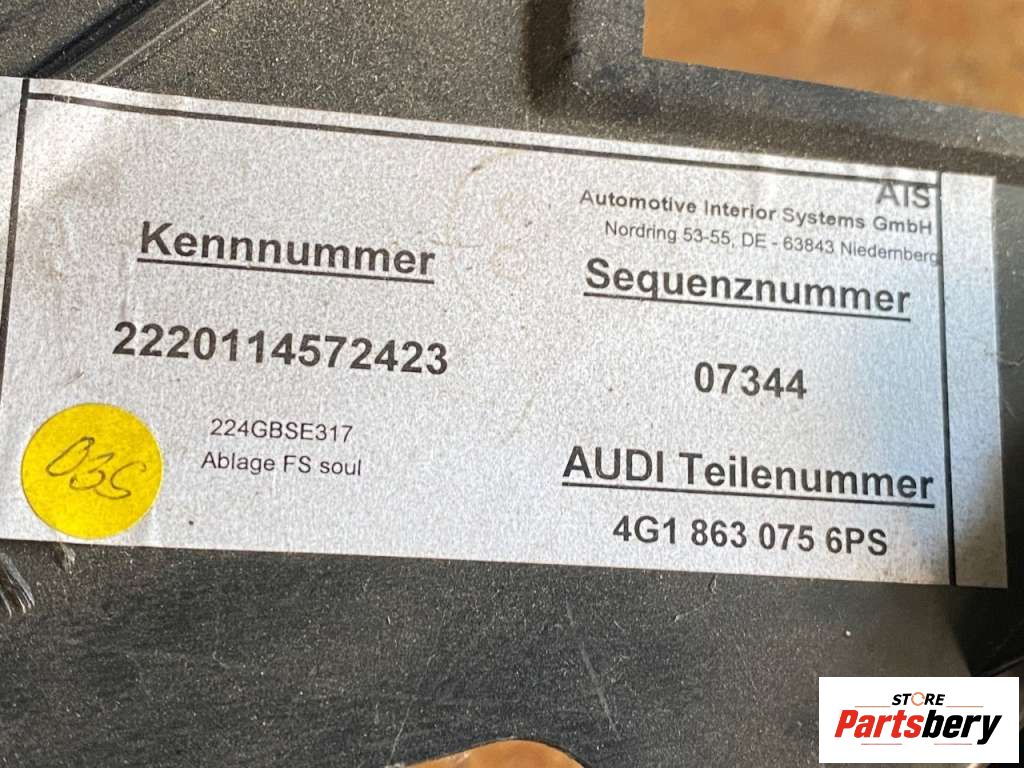 AIS
Automotive Interior Systems GmbH
Nordring 53-55, DE - 63843 Niedernberg
Kennnummer
2220114572423
Sequenznummer
07344
224GBSE317
Ablage FS soul
AUDI Teilenummer
4G1 863 075 6PS
03S
STORE
Partsbery